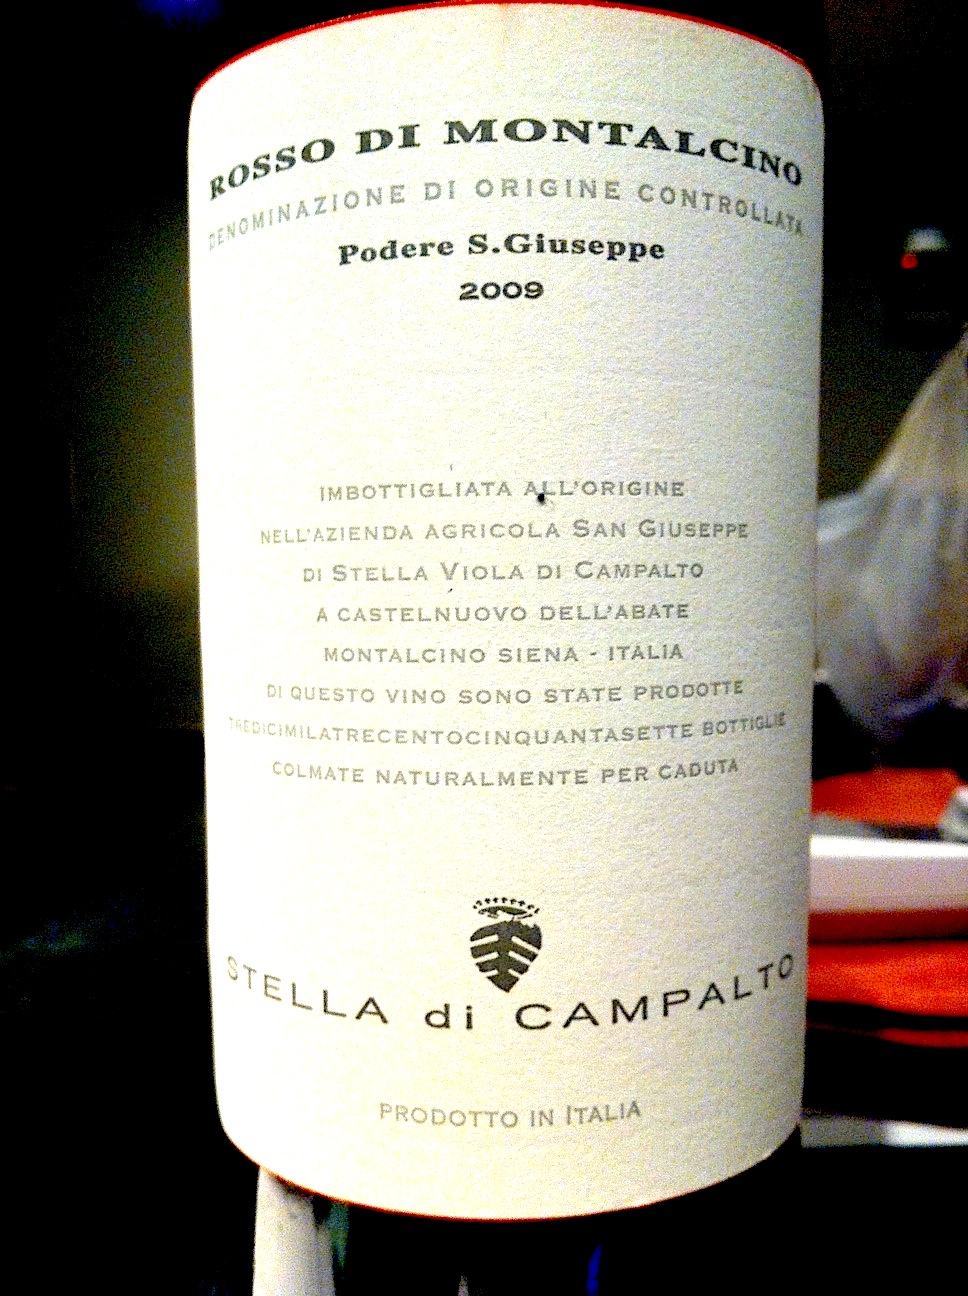 ROSSO DI MONTALCINO
DENOMINAZIONE DI ORIGINE CONTROLLATA
Podere S.Giuseppe
2009
IMBOTTIGLIATA ALL'ORIGINE
NELL'AZIENDA AGRICOLA SAN GIUSEPPE
DI STELLA VIOLA DI CAMPALTO
A CASTELNUOVO DELL'ABATE
MONTALCINO SIENA - ITALIA
DI QUESTO VINO SONO STATE PRODOTTE
TREDICIMILATRECENTOCINQUANTASETTE BOTTIGLIE
COLMATE NATURALMENTE PER CADUTA
STELLA di CAMPALTO
PRODOTTO IN ITALIA